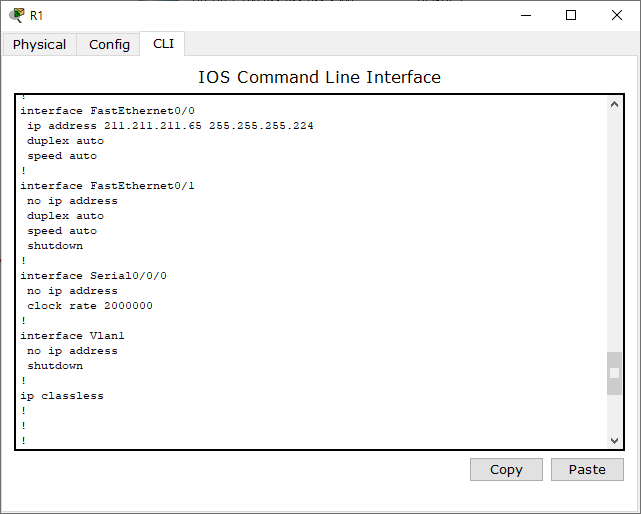 R1
Physical Config CLI
IOS Command Line Interface
!
interface FastEthernet0/0
 ip address 211.211.211.65 255.255.255.224
 duplex auto
 speed auto
!
interface FastEthernet0/1
 no ip address
 duplex auto
 speed auto
 shutdown
!
interface Serial0/0/0
 no ip address
 clock rate 2000000
!
interface Vlan1
 no ip address
 shutdown
!
ip classless
!
!
!
Copy Paste